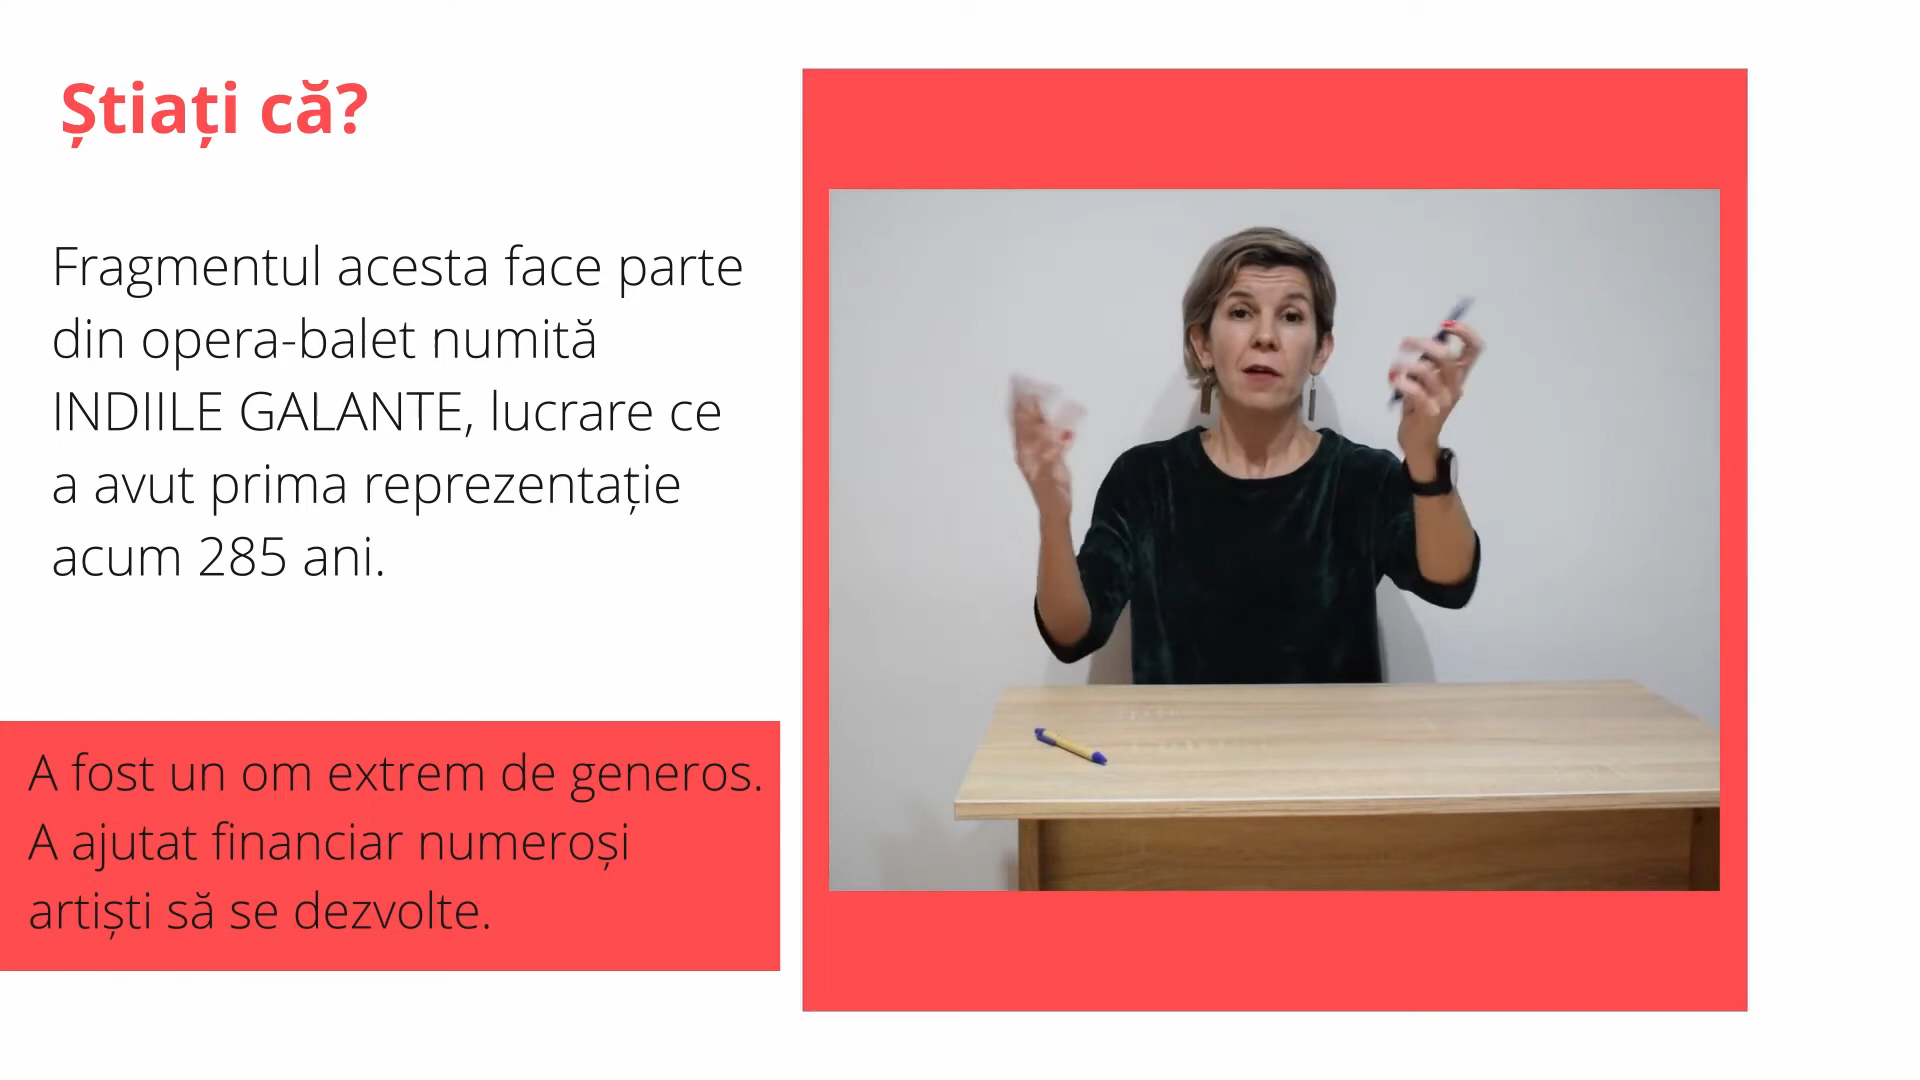 Știați că?
Fragmentul acesta face parte
din opera-balet numită
INDIILE GALANTE, lucrare ce
a avut prima reprezentație
acum 285 ani.
A fost un om extrem de generos.
A ajutat financiar numeroși
artiști să se dezvolte.